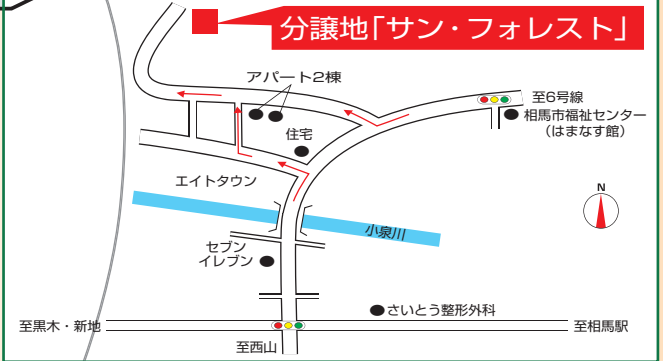 分譲地「サン・フォレスト」
アパート2棟
至6号線
相馬市福祉センター
（はまなす館）
住宅
エイトタウン
N
小泉川
セブン
イレブン
さいとう整形外科
至黒木・新地
至相馬駅
至西山